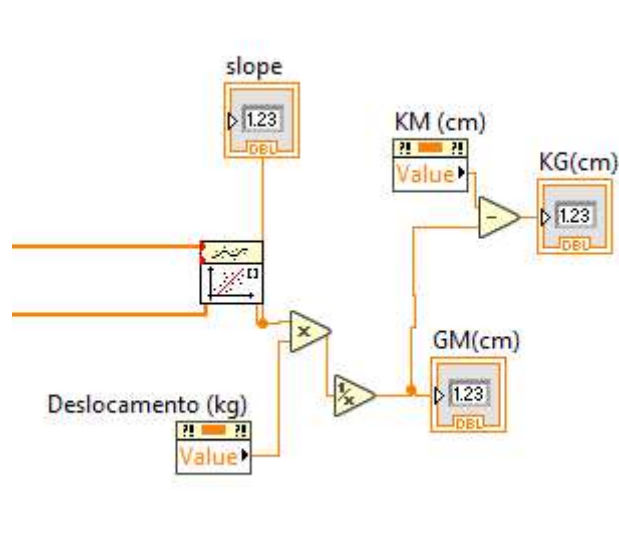 slope
1.23
DBL
KM (cm)
?! ?!
Value
KG(cm)
1.23
DBL
-
x
1/x
GM(cm)
1.23
DBL
Deslocamento (kg)
?! ?!
Value